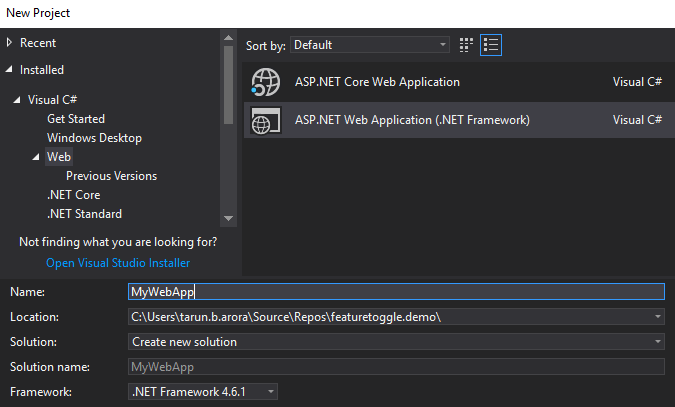 New Project
Recent
Installed
Visual C#
Get Started
Windows Desktop
Web
Previous Versions
.NET Core
.NET Standard
Not finding what you are looking for?
Open Visual Studio Installer
Sort by: Default
ASP.NET Core Web Application Visual C#
ASP.NET Web Application (.NET Framework) Visual C#
Name: MyWebApp
Location: C:\Users\tarun.b.arora\Source\Repos\featuretoggle.demo\
Solution: Create new solution
Solution name: MyWebApp
Framework: .NET Framework 4.6.1